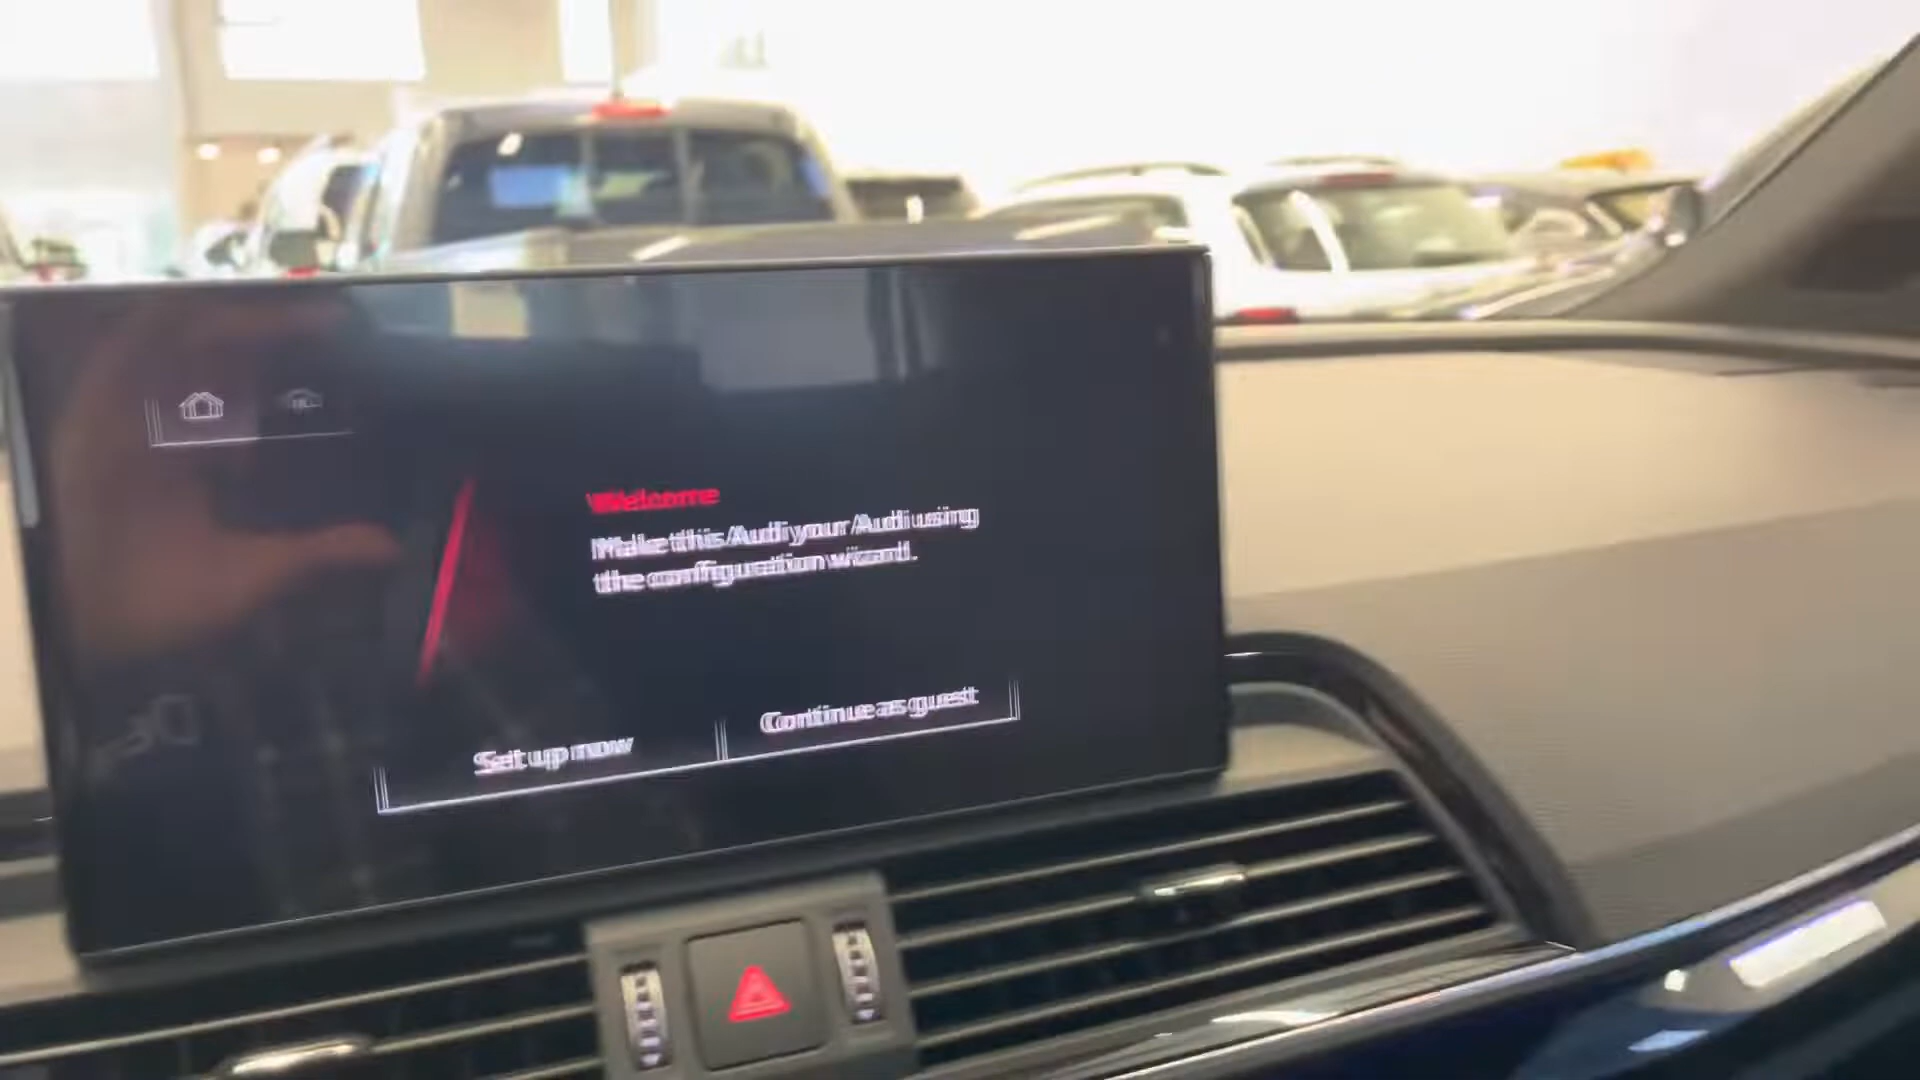 Welcome
Make this Audi your Audi using
the configuration wizard.
Set up now
Continue as guest